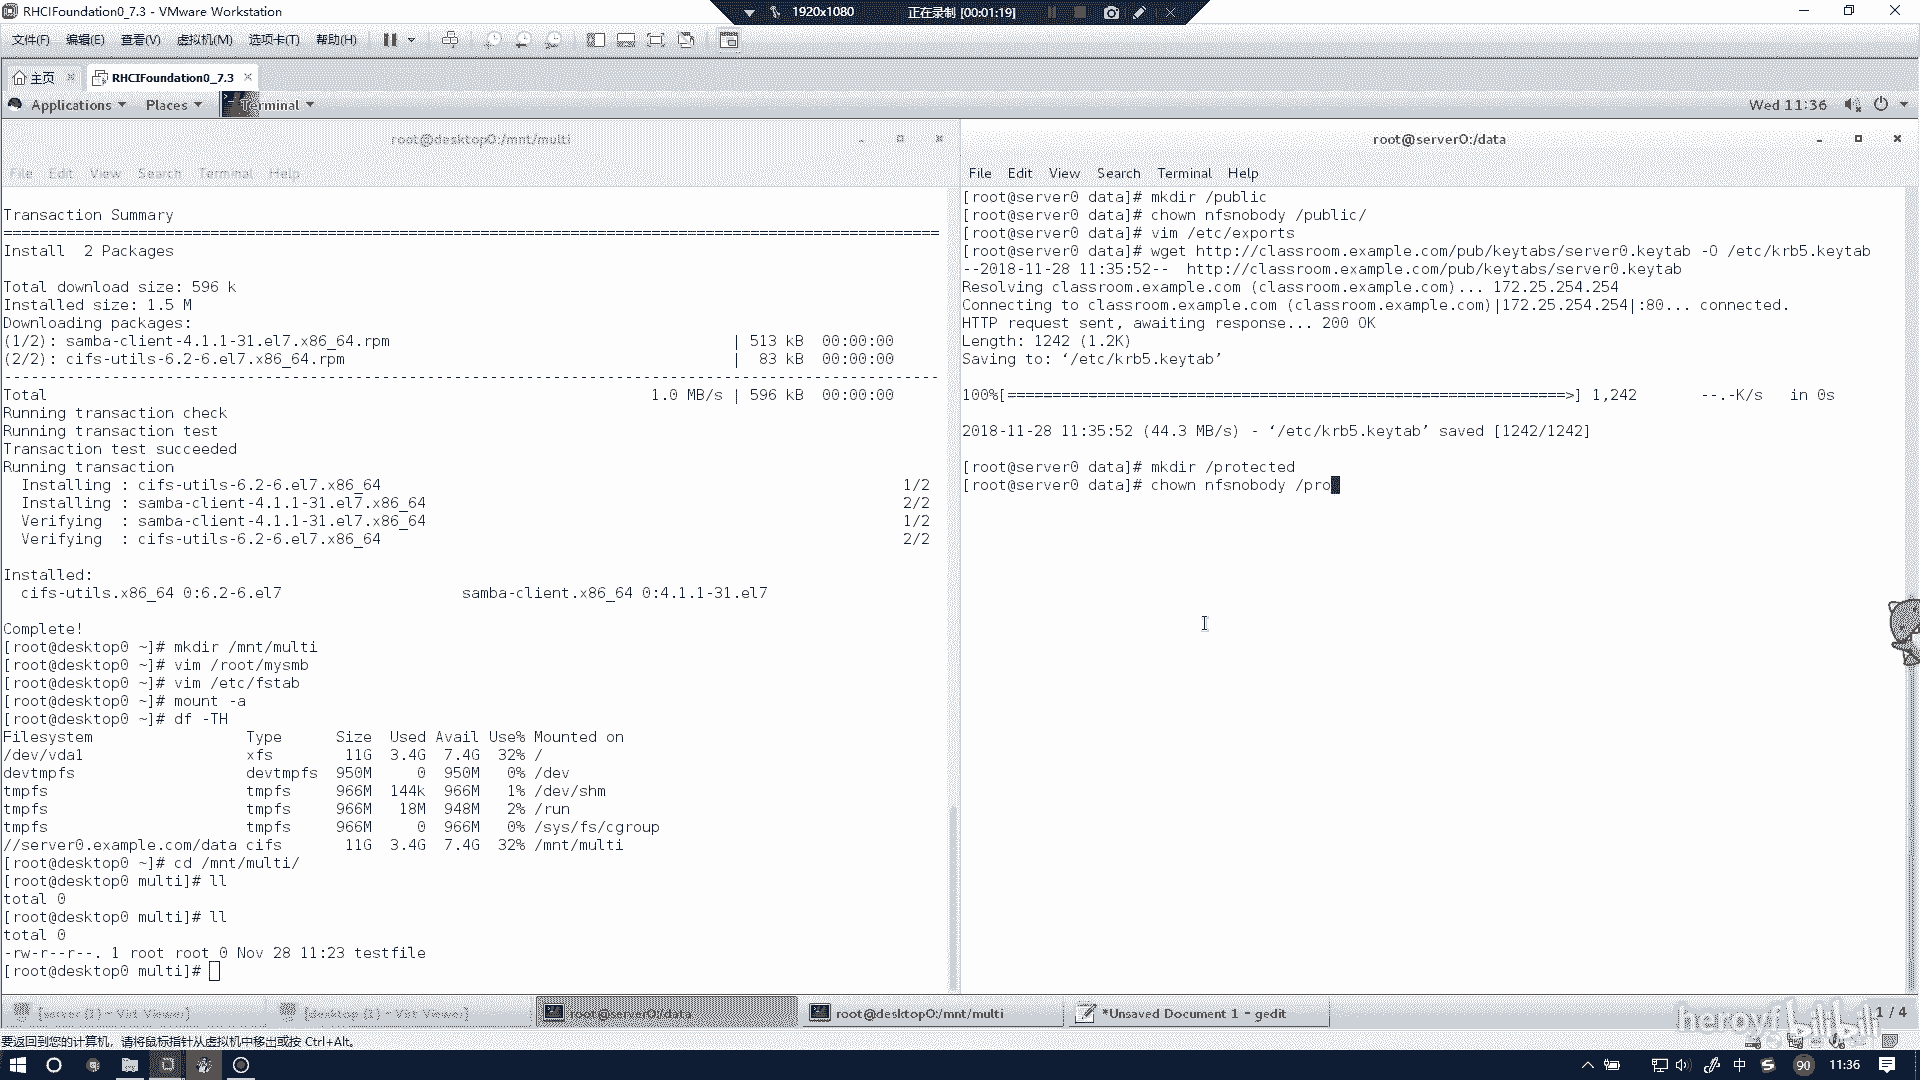 RHCIFoundation0_7.3 - VMware Workstation
1920x1080
正在录制 [00:01:19]
文件(F) 编辑(E) 查看(V) 虚拟机(M) 选项卡(T) 帮助(H)
主页
RHCIFoundation0_7.3
Applications Places Terminal
Wed 11:36
root@desktop0:/mnt/multi
File Edit View Search Terminal Help
Transaction Summary
================================================================================
Install  2 Packages
Total download size: 596 k
Installed size: 1.5 M
Downloading packages:
(1/2): samba-client-4.1.1-31.el7.x86_64.rpm | 513 kB  00:00:00
(2/2): cifs-utils-6.2-6.el7.x86_64.rpm | 83 kB  00:00:00
--------------------------------------------------------------------------------
Total 1.0 MB/s | 596 kB  00:00:00
Running transaction check
Running transaction test
Transaction test succeeded
Running transaction
Installing : cifs-utils-6.2-6.el7.x86_64 1/2
Installing : samba-client-4.1.1-31.el7.x86_64 2/2
Verifying  : samba-client-4.1.1-31.el7.x86_64 1/2
Verifying  : cifs-utils-6.2-6.el7.x86_64 2/2
Installed:
cifs-utils.x86_64 0:6.2-6.el7 samba-client.x86_64 0:4.1.1-31.el7
Complete!
[root@desktop0 ~]# mkdir /mnt/multi
[root@desktop0 ~]# vim /root/mysmb
[root@desktop0 ~]# vim /etc/fstab
[root@desktop0 ~]# mount -a
[root@desktop0 ~]# df -TH
Filesystem Type Size Used Avail Use% Mounted on
/dev/vda1 xfs 11G 3.4G 7.4G 32% /
devtmpfs devtmpfs 950M 0 950M 0% /dev
tmpfs tmpfs 966M 144k 966M 1% /dev/shm
tmpfs tmpfs 966M 18M 948M 2% /run
tmpfs tmpfs 966M 0 966M 0% /sys/fs/cgroup
//server0.example.com/data cifs 11G 3.4G 7.4G 32% /mnt/multi
[root@desktop0 ~]# cd /mnt/multi/
[root@desktop0 multi]# ll
total 0
[root@desktop0 multi]# ll
total 0
-rw-r--r--. 1 root root 0 Nov 28 11:23 testfile
[root@desktop0 multi]#
root@server0:/data
File Edit View Search Terminal Help
[root@server0 data]# mkdir /public
[root@server0 data]# chown nfsnobody /public/
[root@server0 data]# vim /etc/exports
[root@server0 data]# wget http://classroom.example.com/pub/keytabs/server0.keytab -O /etc/krb5.keytab
--2018-11-28 11:35:52--  http://classroom.example.com/pub/keytabs/server0.keytab
Resolving classroom.example.com (classroom.example.com)... 172.25.254.254
Connecting to classroom.example.com (classroom.example.com)|172.25.254.254|:80... connected.
HTTP request sent, awaiting response... 200 OK
Length: 1242 (1.2K)
Saving to: ‘/etc/krb5.keytab’
100%[==============================================================>] 1,242 --.-K/s in 0s
2018-11-28 11:35:52 (44.3 MB/s) - ‘/etc/krb5.keytab’ saved [1242/1242]
[root@server0 data]# mkdir /protected
[root@server0 data]# chown nfsnobody /pro
[server (1) - Virt Viewer] [desktop (1) - Virt Viewer] root@server0:/data root@desktop0:/mnt/multi *Unsaved Document 1 - gedit
heroyf bilibili
1 / 4
要返回到您的计算机，请将鼠标指针从虚拟机中移出或按 Ctrl+Alt。
中 90 11:36